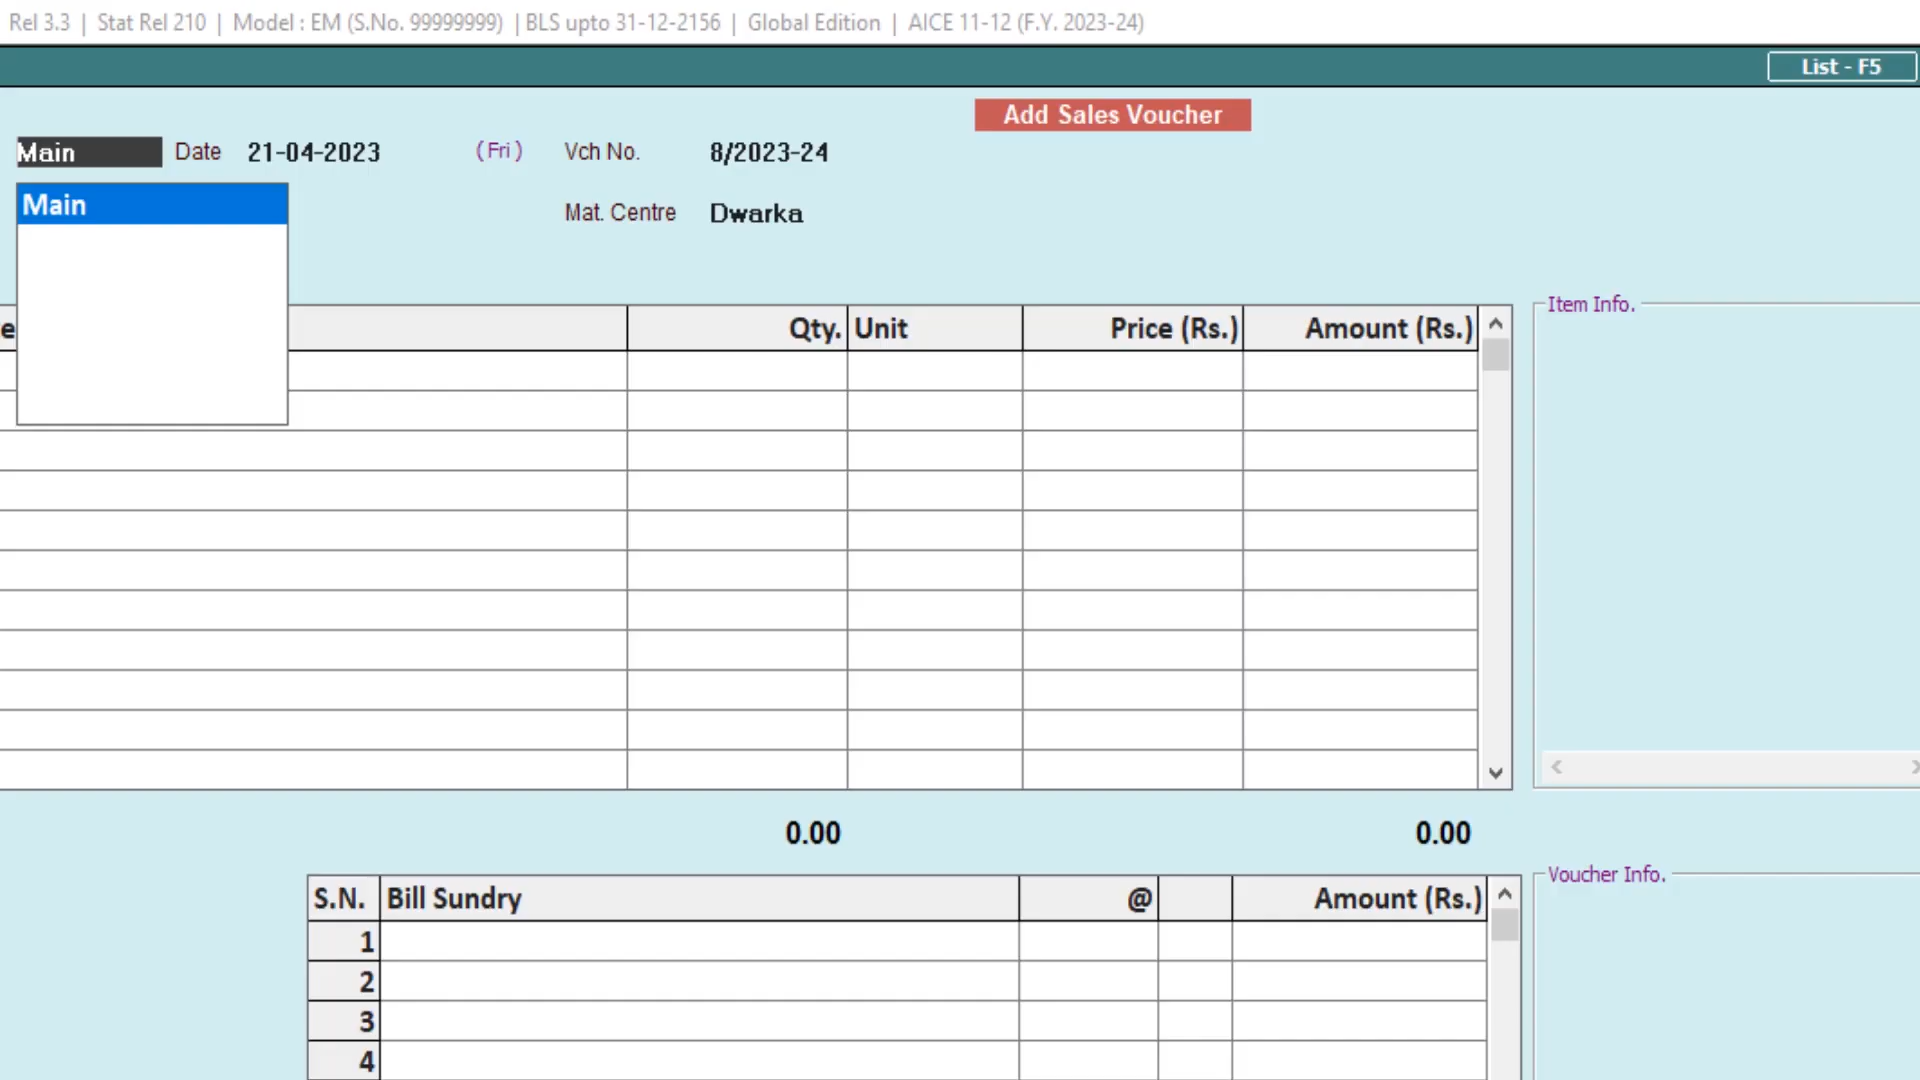 Rel 3.3 | Stat Rel 210 | Model : EM (S.No. 99999999) | BLS upto 31-12-2156 | Global Edition | AICE 11-12 (F.Y. 2023-24)
List - F5
Add Sales Voucher
Main Date 21-04-2023 (Fri) Vch No. 8/2023-24
Main
Mat. Centre Dwarka
Item Info.
e Qty. Unit Price (Rs.) Amount (Rs.)
0.00 0.00
Voucher Info.
S.N. Bill Sundry @ Amount (Rs.)
1
2
3
4